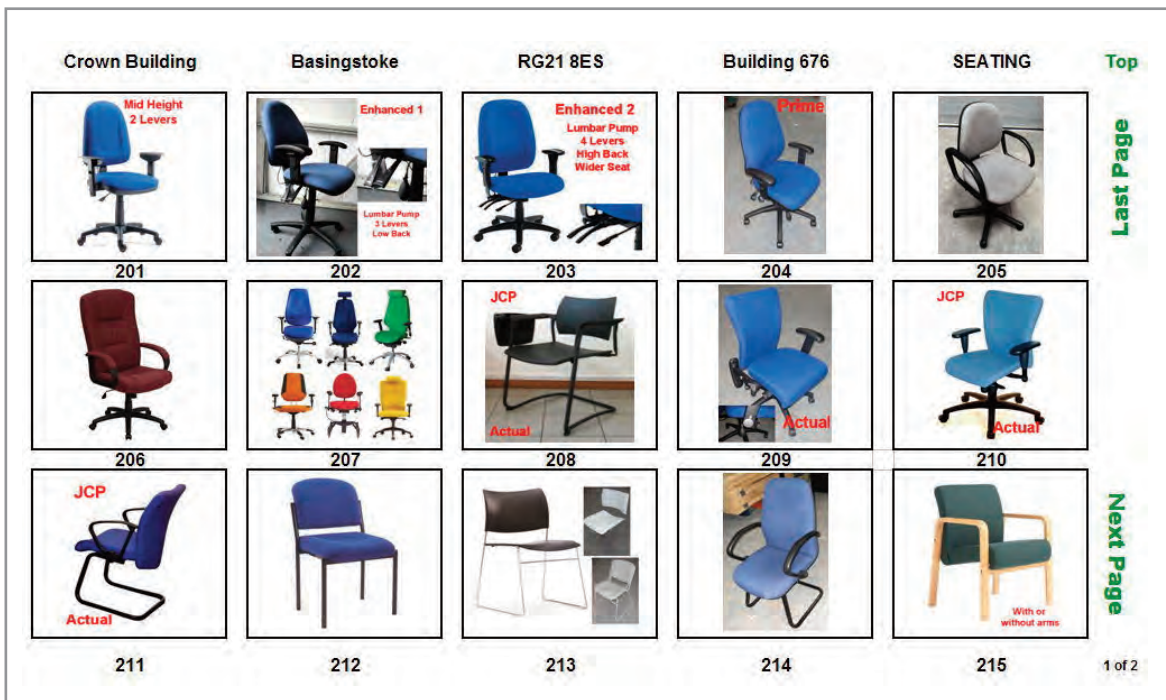 Crown Building Basingstoke RG21 8ES Building 676 SEATING Top
Mid Height
2 Levers
Enhanced 1
Lumbar Pump
3 Levers
Low Back
Enhanced 2
Lumbar Pump
4 Levers
High Back
Wider Seat
Prime
Last Page
201 202 203 204 205
JCP
Actual
Actual
JCP
Actual
206 207 208 209 210
JCP
Actual
With or
without arms
Next Page
211 212 213 214 215 1 of 2